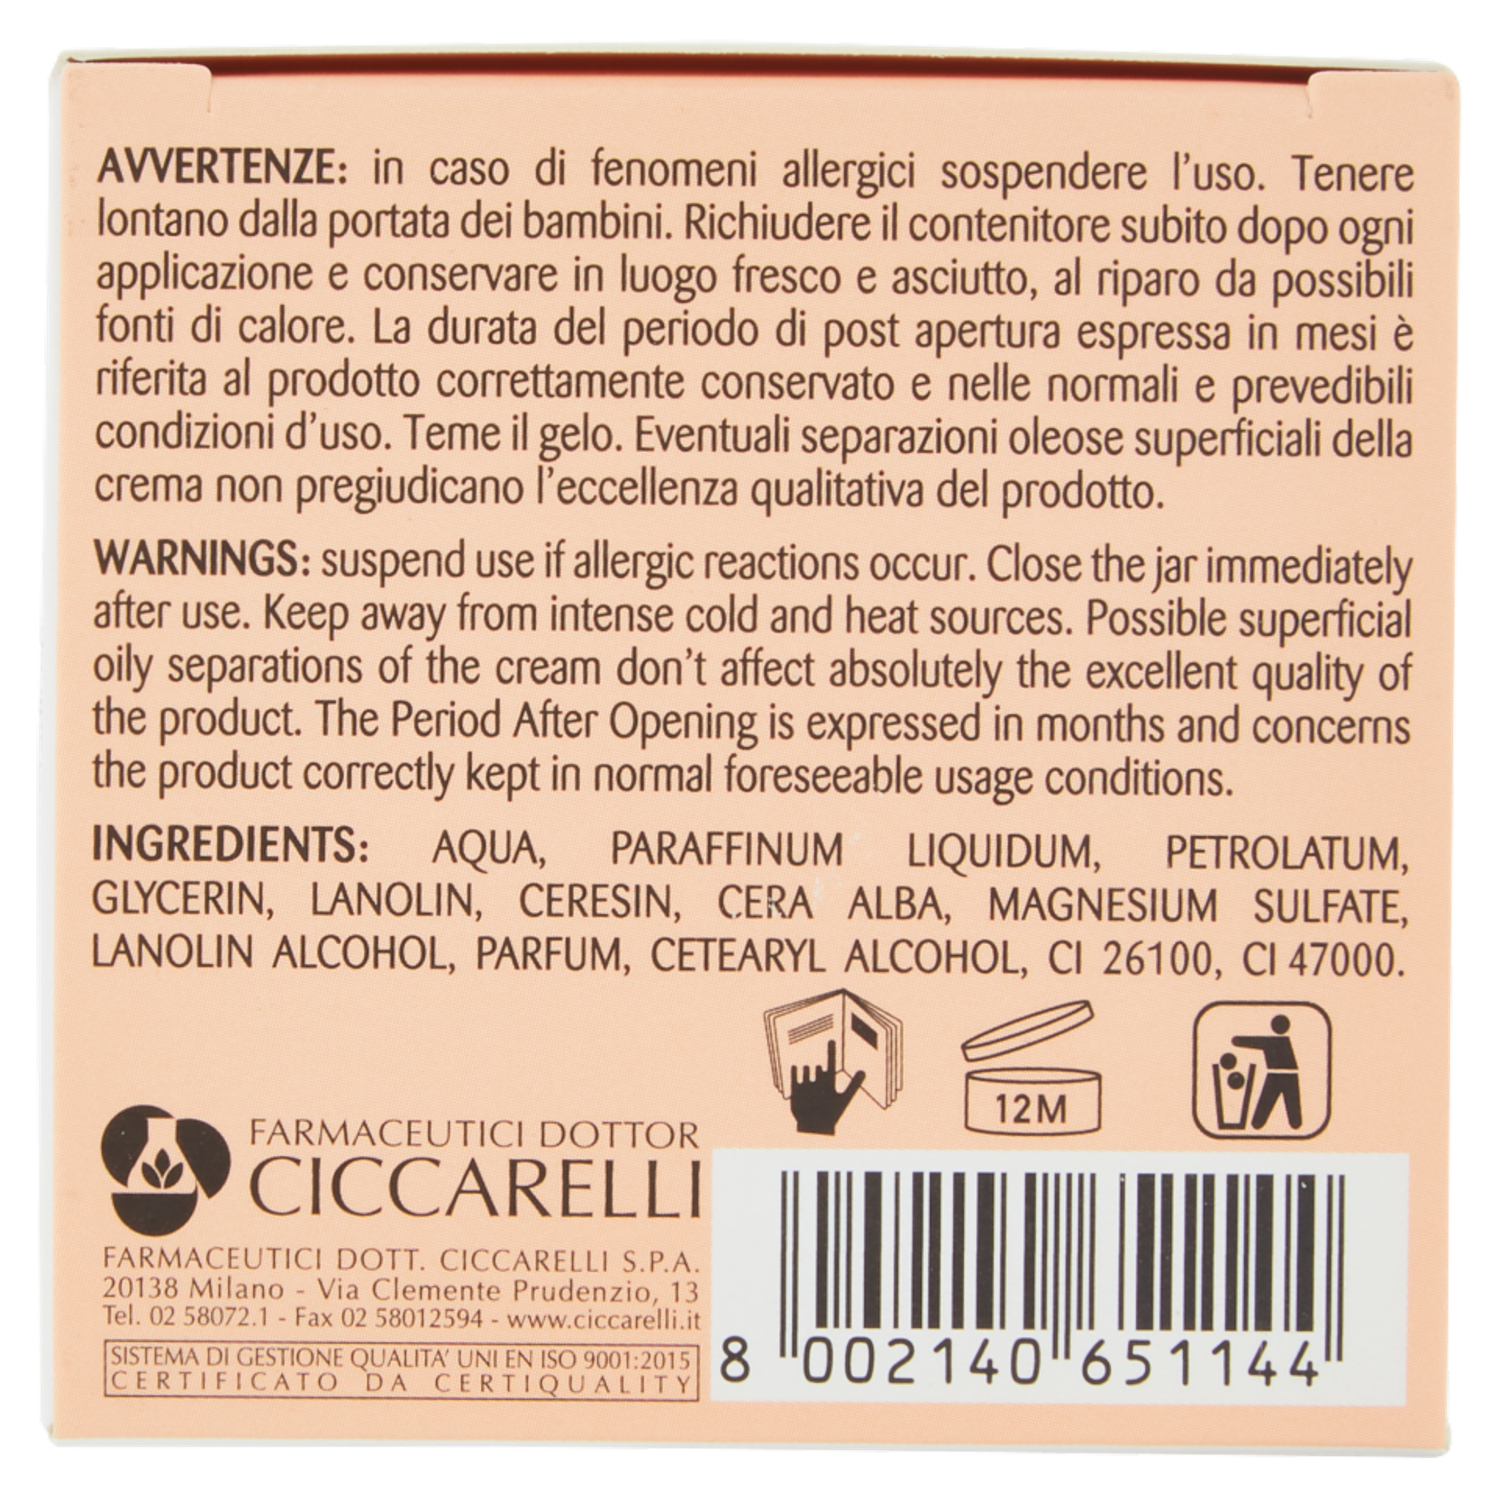 AVVERTENZE: in caso di fenomeni allergici sospendere l'uso. Tenere
lontano dalla portata dei bambini. Richiudere il contenitore subito dopo ogni
applicazione e conservare in luogo fresco e asciutto, al riparo da possibili
fonti di calore. La durata del periodo di post apertura espressa in mesi è
riferita al prodotto correttamente conservato e nelle normali e prevedibili
condizioni d'uso. Teme il gelo. Eventuali separazioni oleose superficiali della
crema non pregiudicano l'eccellenza qualitativa del prodotto.
WARNINGS: suspend use if allergic reactions occur. Close the jar immediately
after use. Keep away from intense cold and heat sources. Possible superficial
oily separations of the cream don't affect absolutely the excellent quality of
the product. The Period After Opening is expressed in months and concerns
the product correctly kept in normal foreseeable usage conditions.
INGREDIENTS: AQUA, PARAFFINUM LIQUIDUM, PETROLATUM,
GLYCERIN, LANOLIN, CERESIN, CERA ALBA, MAGNESIUM SULFATE,
LANOLIN ALCOHOL, PARFUM, CETEARYL ALCOHOL, CI 26100, CI 47000.
12M
FARMACEUTICI DOTTOR
CICCARELLI
FARMACEUTICI DOTT. CICCARELLI S.P.A.
20138 Milano - Via Clemente Prudenzio, 13
Tel. 02 58072.1 - Fax 02 58012594 - www.ciccarelli.it
SISTEMA DI GESTIONE QUALITA' UNI EN ISO 9001:2015
CERTIFICATO DA CERTIQUALITY
8 002140 651144